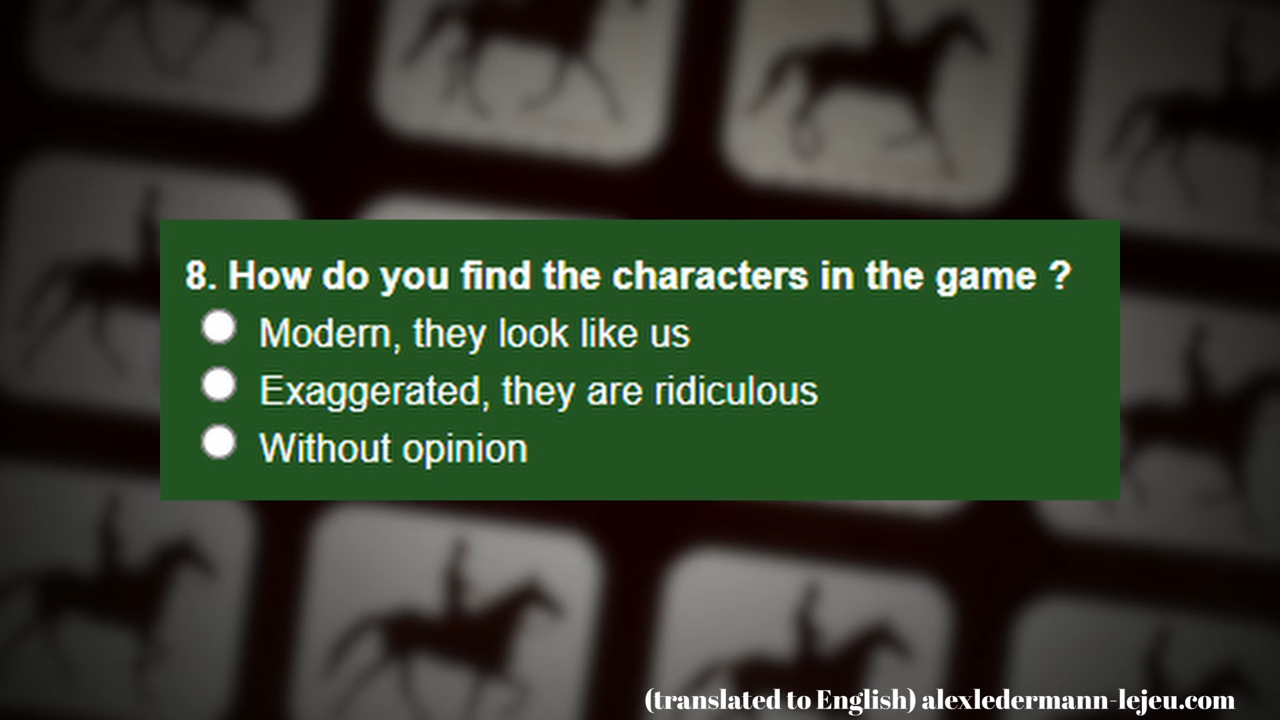 8. How do you find the characters in the game ?
Modern, they look like us
Exaggerated, they are ridiculous
Without opinion
(translated to English) alexledermann-lejeu.com